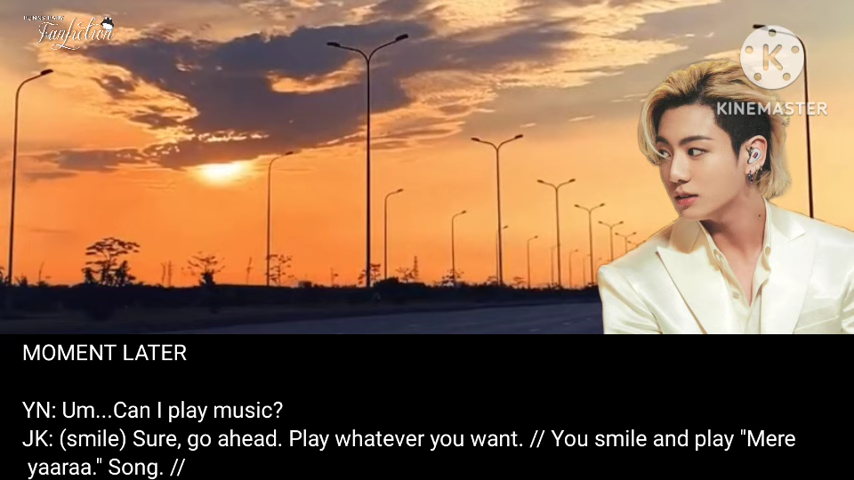 Fanfiction
KINEMASTER
MOMENT LATER
YN: Um...Can I play music?
JK: (smile) Sure, go ahead. Play whatever you want. // You smile and play "Mere
yaaraa." Song. //